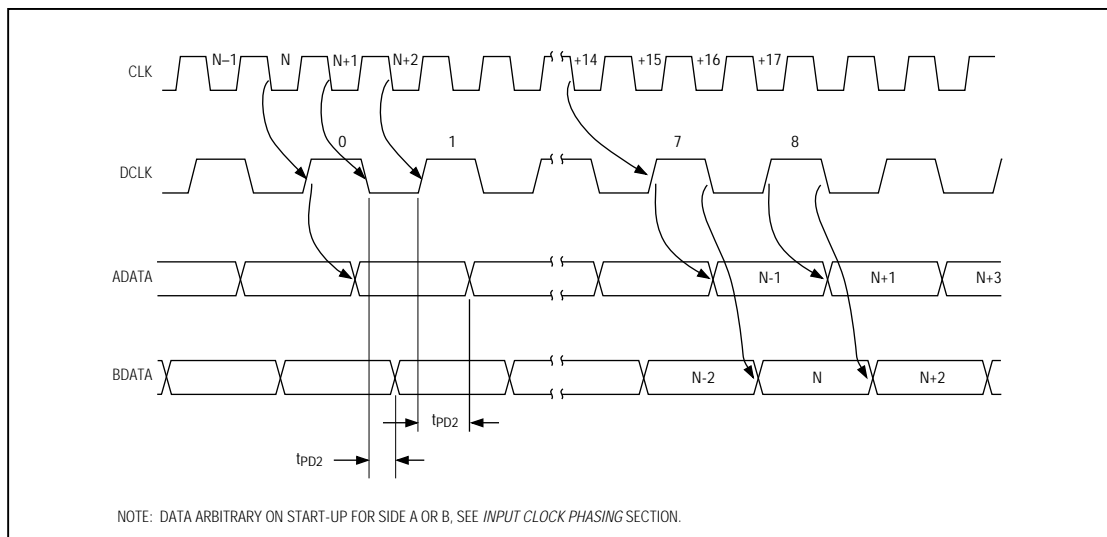 N–1 N N+1 N+2 +14 +15 +16 +17
CLK
0 1 7 8
DCLK
ADATA N-1 N+1 N+3
BDATA N-2 N N+2
tPD2
tPD2
NOTE: DATA ARBITRARY ON START-UP FOR SIDE A OR B, SEE INPUT CLOCK PHASING SECTION.